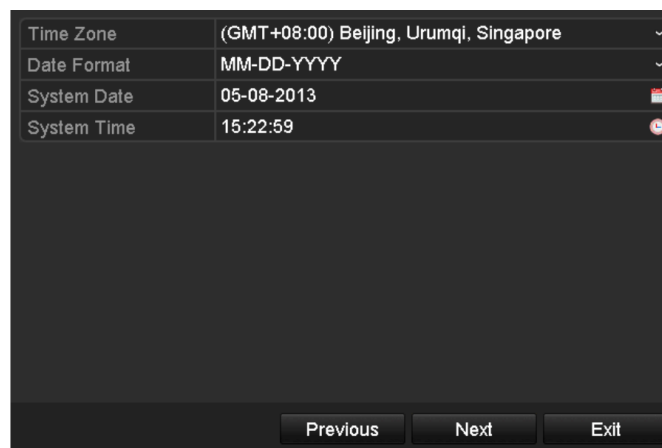 Time Zone (GMT+08:00) Beijing, Urumqi, Singapore
Date Format MM-DD-YYYY
System Date 05-08-2013
System Time 15:22:59
Previous Next Exit